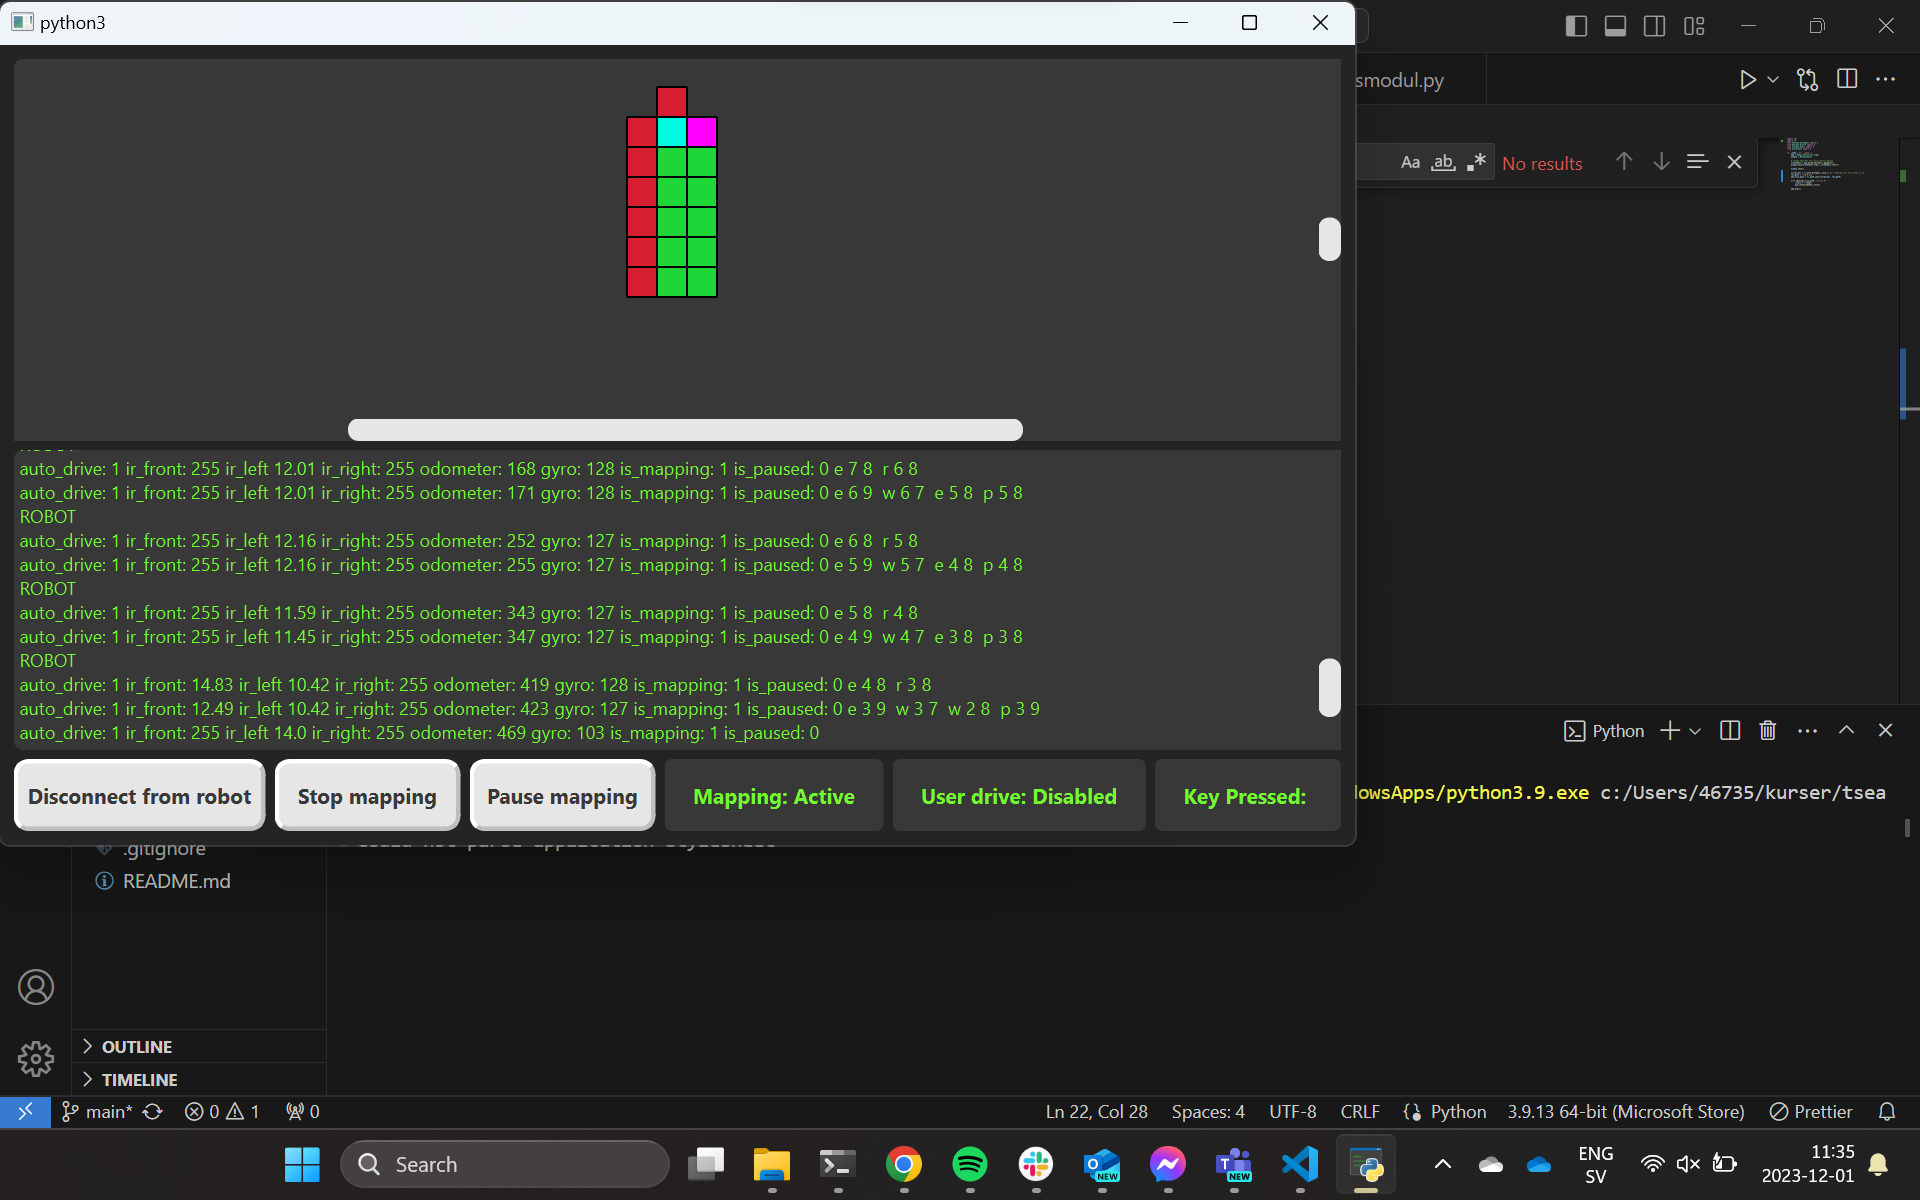 python3
smodul.py
Aa ab .* No results
auto_drive: 1 ir_front: 255 ir_left 12.01 ir_right: 255 odometer: 168 gyro: 128 is_mapping: 1 is_paused: 0 e 7 8  r 6 8
auto_drive: 1 ir_front: 255 ir_left 12.01 ir_right: 255 odometer: 171 gyro: 128 is_mapping: 1 is_paused: 0 e 6 9  w 6 7  e 5 8  p 5 8
ROBOT
auto_drive: 1 ir_front: 255 ir_left 12.16 ir_right: 255 odometer: 252 gyro: 127 is_mapping: 1 is_paused: 0 e 6 8  r 5 8
auto_drive: 1 ir_front: 255 ir_left 12.16 ir_right: 255 odometer: 255 gyro: 127 is_mapping: 1 is_paused: 0 e 5 9  w 5 7  e 4 8  p 4 8
ROBOT
auto_drive: 1 ir_front: 255 ir_left 11.59 ir_right: 255 odometer: 343 gyro: 127 is_mapping: 1 is_paused: 0 e 5 8  r 4 8
auto_drive: 1 ir_front: 255 ir_left 11.45 ir_right: 255 odometer: 347 gyro: 127 is_mapping: 1 is_paused: 0 e 4 9  w 4 7  e 3 8  p 3 8
ROBOT
auto_drive: 1 ir_front: 14.83 ir_left 10.42 ir_right: 255 odometer: 419 gyro: 128 is_mapping: 1 is_paused: 0 e 4 8  r 3 8
auto_drive: 1 ir_front: 12.49 ir_left 10.42 ir_right: 255 odometer: 423 gyro: 127 is_mapping: 1 is_paused: 0 e 3 9  w 3 7  w 2 8  p 3 9
auto_drive: 1 ir_front: 255 ir_left 14.0 ir_right: 255 odometer: 469 gyro: 103 is_mapping: 1 is_paused: 0
Python
Disconnect from robot Stop mapping Pause mapping Mapping: Active User drive: Disabled Key Pressed:
lowsApps/python3.9.exe c:/Users/46735/kurser/tsea
.gitignore
README.md
OUTLINE
TIMELINE
main* 0 1 0 Ln 22, Col 28 Spaces: 4 UTF-8 CRLF Python 3.9.13 64-bit (Microsoft Store) Prettier
Search
NEW NEW
ENG
SV
11:35
2023-12-01